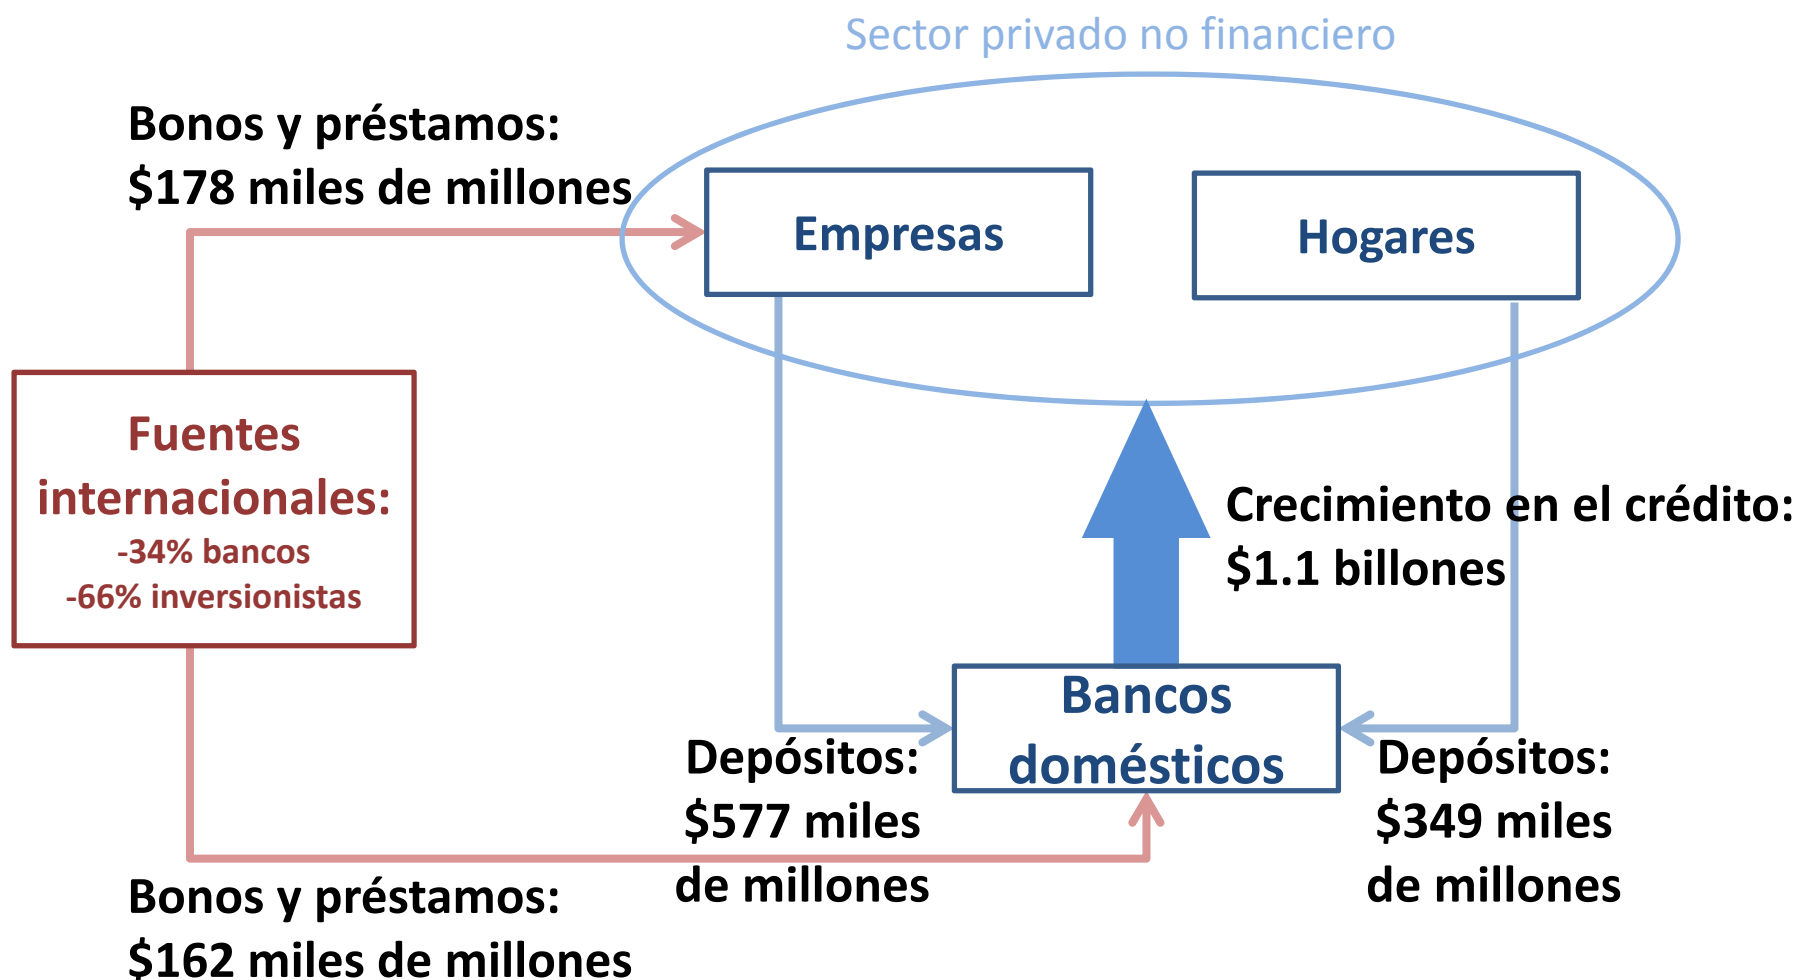 Sector privado no financiero
Bonos y préstamos:
$178 miles de millones
Empresas
Hogares
Fuentes
internacionales:
-34% bancos
-66% inversionistas
Crecimiento en el crédito:
$1.1 billones
Bancos
domésticos
Depósitos:
$577 miles
de millones
Depósitos:
$349 miles
de millones
Bonos y préstamos:
$162 miles de millones